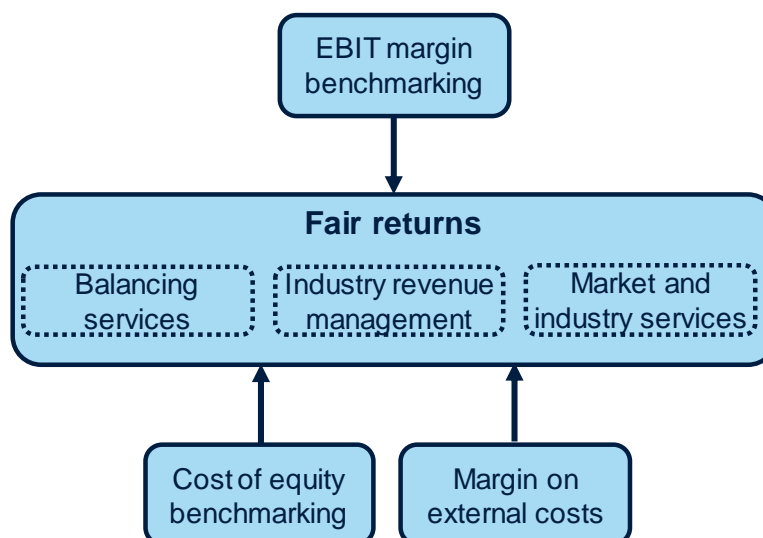 EBIT margin
benchmarking
Fair returns
Balancing
services
Industry revenue
management
Market and
industry services
Cost of equity
benchmarking
Margin on
external costs